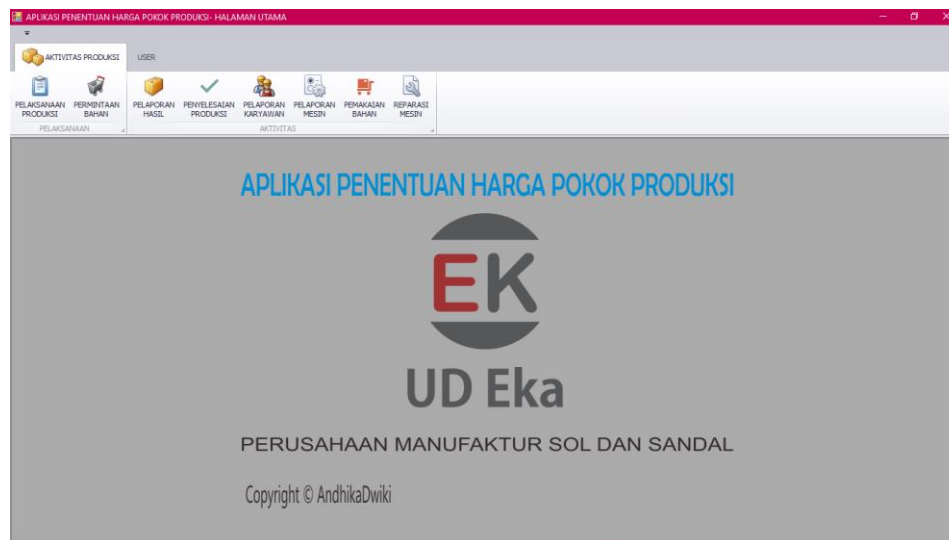 APLIKASI PENENTUAN HARGA POKOK PRODUKSI- HALAMAN UTAMA
AKTIVITAS PRODUKSI USER
PELAKSANAAN PRODUKSI
PERMINTAAN BAHAN
PELAPORAN HASIL
PENYELESAIAN PRODUKSI
PELAPORAN KARYAWAN
PELAPORAN MESIN
PEMAKAIAN BAHAN
REPARASI MESIN
PELAKSANAAN AKTIVITAS
APLIKASI PENENTUAN HARGA POKOK PRODUKSI
EK
UD Eka
PERUSAHAAN MANUFAKTUR SOL DAN SANDAL
Copyright © AndhikaDwiki